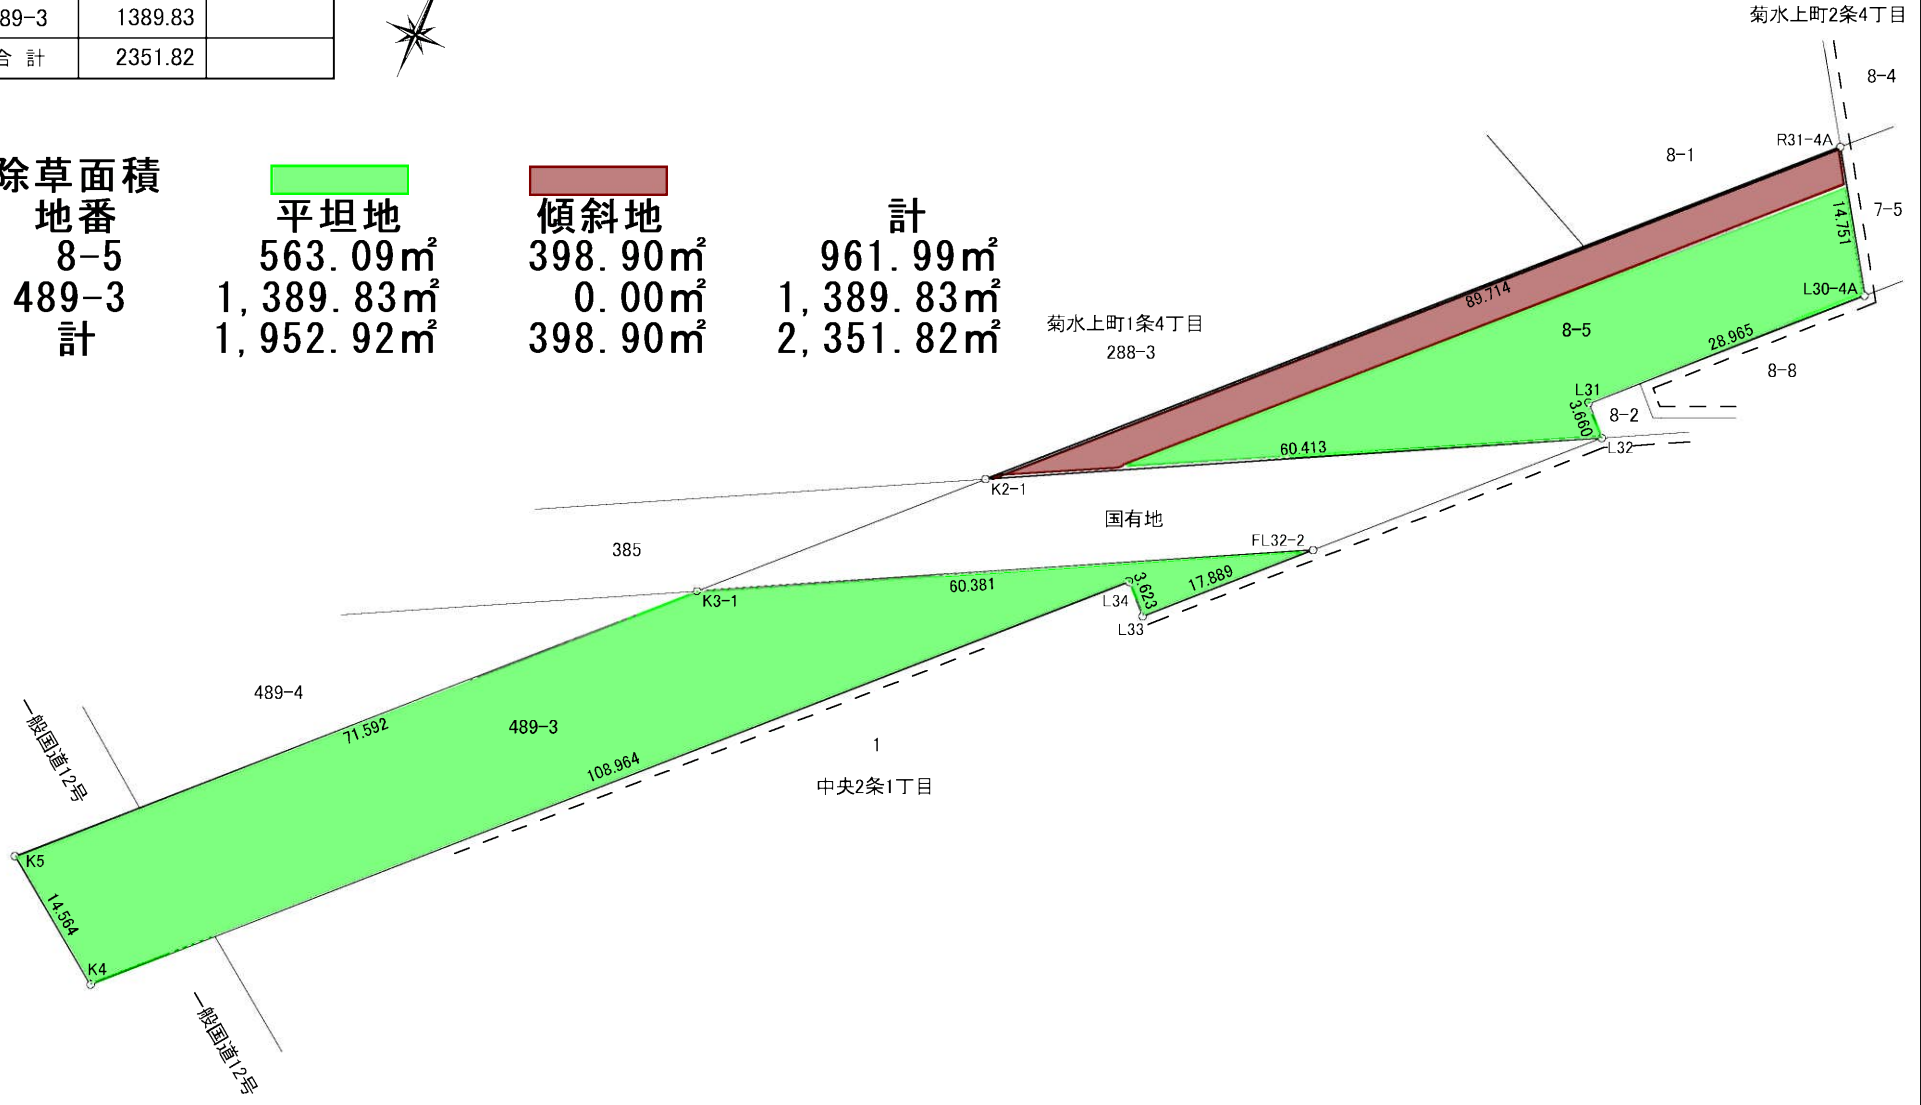 89-3 1389.83
合 計 2351.82
菊水上町2条4丁目
8-4
R31-4A
8-1
7-5
14.751
除草面積
地番 平坦地 傾斜地 計
8-5 563.09㎡ 398.90㎡ 961.99㎡
489-3 1,389.83㎡ 0.00㎡ 1,389.83㎡
計 1,952.92㎡ 398.90㎡ 2,351.82㎡
菊水上町1条4丁目
288-3
89.714
L30-4A
8-5
28.965
8-8
L31
3.660
8-2
L32
60.413
K2-1
国有地
385
FL32-2
60.381
17.889
K3-1
3.623
L34
L33
489-4
489-3
71.592
1
108.964
中央2条1丁目
一般国道12号
K5
14.564
K4
一般国道12号